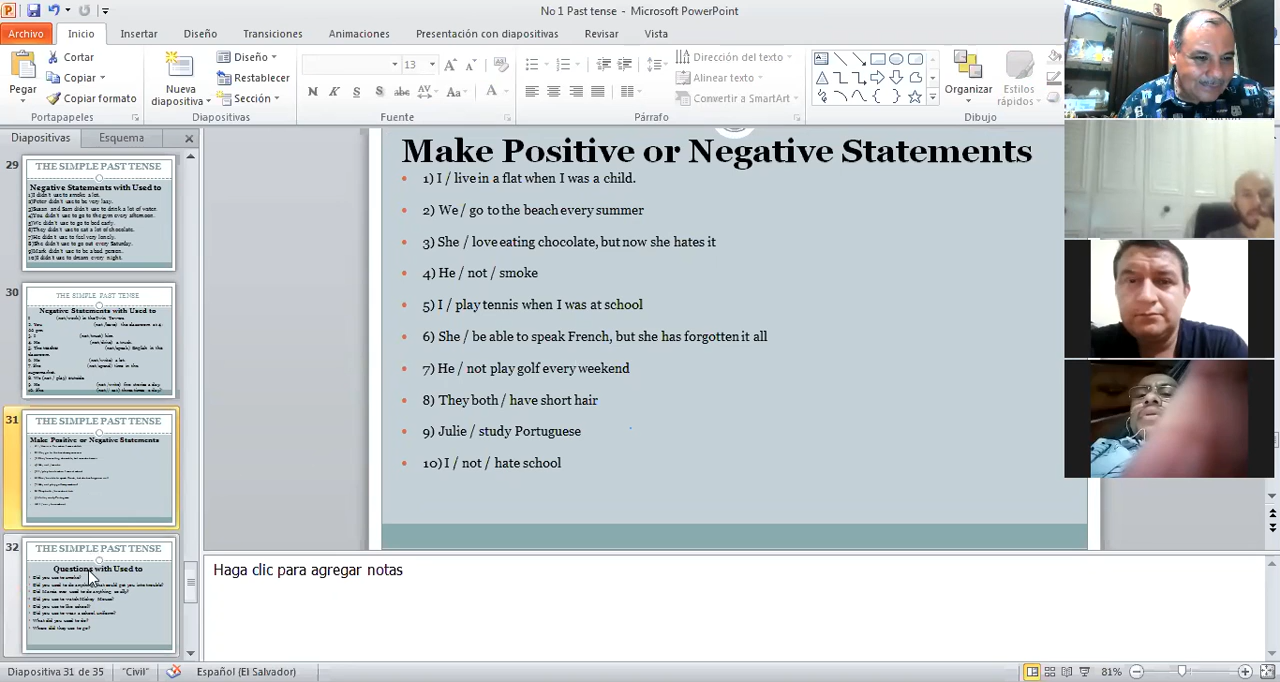 No 1 Past tense - Microsoft PowerPoint
Archivo Inicio Insertar Diseño Transiciones Animaciones Presentación con diapositivas Revisar Vista
Pegar
Cortar
Copiar
Copiar formato
Portapapeles
Nueva diapositiva
Diseño
Restablecer
Sección
Diapositivas
13
Fuente
Párrafo
Dirección del texto
Alinear texto
Convertir a SmartArt
Organizar
Estilos rápidos
Dibujo
Diapositivas Esquema
29
THE SIMPLE PAST TENSE
Negative Statements with Used to
30
THE SIMPLE PAST TENSE
Negative Statements with Used to
31
THE SIMPLE PAST TENSE
Make Positive or Negative Statements
32
THE SIMPLE PAST TENSE
Questions with Used to
Make Positive or Negative Statements
1) I / live in a flat when I was a child.
2) We / go to the beach every summer
3) She / love eating chocolate, but now she hates it
4) He / not / smoke
5) I / play tennis when I was at school
6) She / be able to speak French, but she has forgotten it all
7) He / not play golf every weekend
8) They both / have short hair
9) Julie / study Portuguese
10) I / not / hate school
Haga clic para agregar notas
Diapositiva 31 de 35 "Civil" Español (El Salvador) 81%